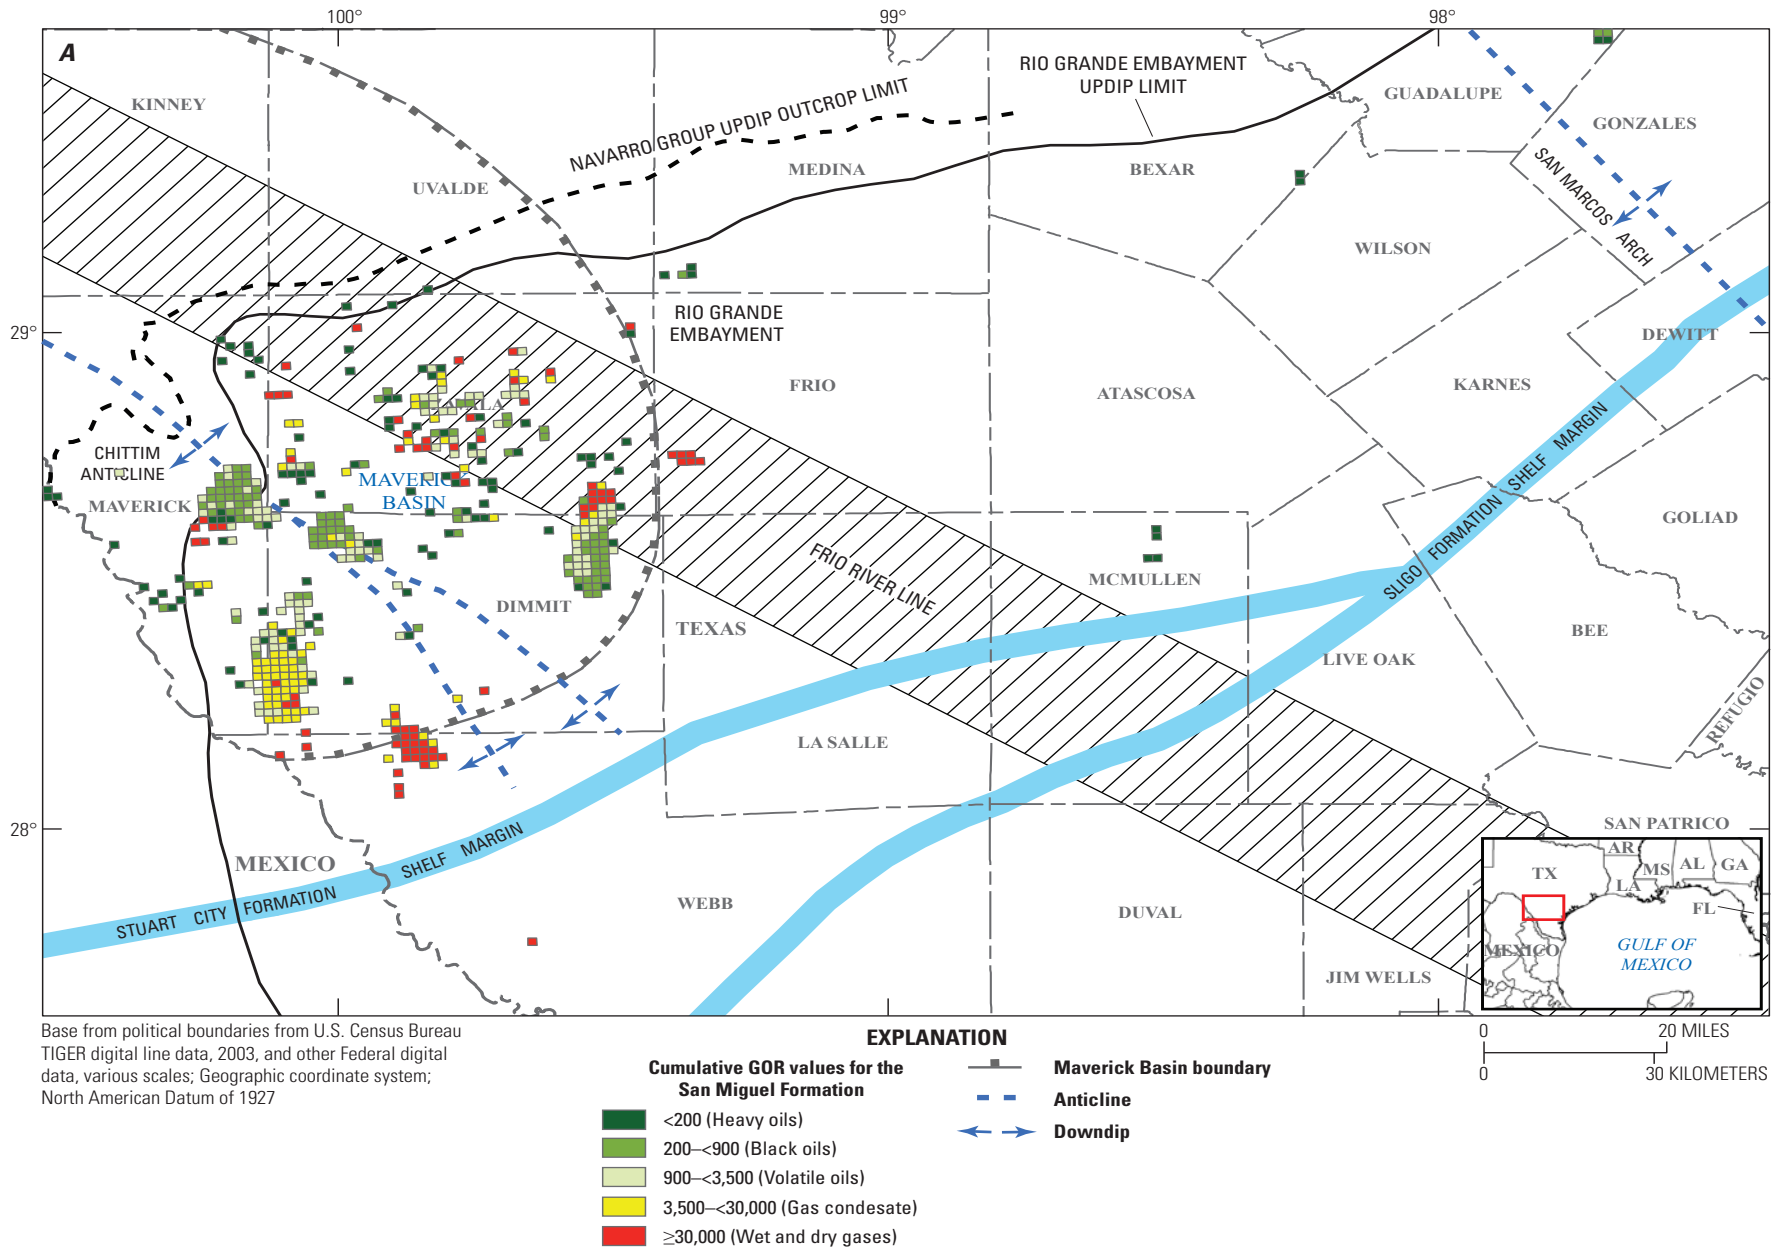 100°
99°
98°
A
KINNEY
UVALDE
NAVARRO GROUP UPDIP OUTCROP LIMIT
MEDINA
RIO GRANDE EMBAYMENT
UPDIP LIMIT
BEXAR
GUADALUPE
GONZALES
SAN MARCOS ARCH
WILSON
RIO GRANDE
EMBAYMENT
29°
DEWITT
FRIO
ATASCOSA
KARNES
ZAVALA
CHITTIM
ANTICLINE
MAVERICK
MAVERICK
BASIN
GOLIAD
FRIO RIVER LINE
MCMULLEN
SLIGO FORMATION SHELF MARGIN
DIMMIT
TEXAS
BEE
LIVE OAK
REFUGIO
LA SALLE
28°
SAN PATRICO
MEXICO
STUART CITY FORMATION SHELF MARGIN
WEBB
DUVAL
JIM WELLS
TX
AR
LA
MS
AL
GA
FL
MEXICO
GULF OF
MEXICO
Base from political boundaries from U.S. Census Bureau
TIGER digital line data, 2003, and other Federal digital
data, various scales; Geographic coordinate system;
North American Datum of 1927
0 20 MILES
0 30 KILOMETERS
EXPLANATION
Cumulative GOR values for the
San Miguel Formation
<200 (Heavy oils)
200–<900 (Black oils)
900–<3,500 (Volatile oils)
3,500–<30,000 (Gas condensate)
≥30,000 (Wet and dry gases)
Maverick Basin boundary
Anticline
Downdip